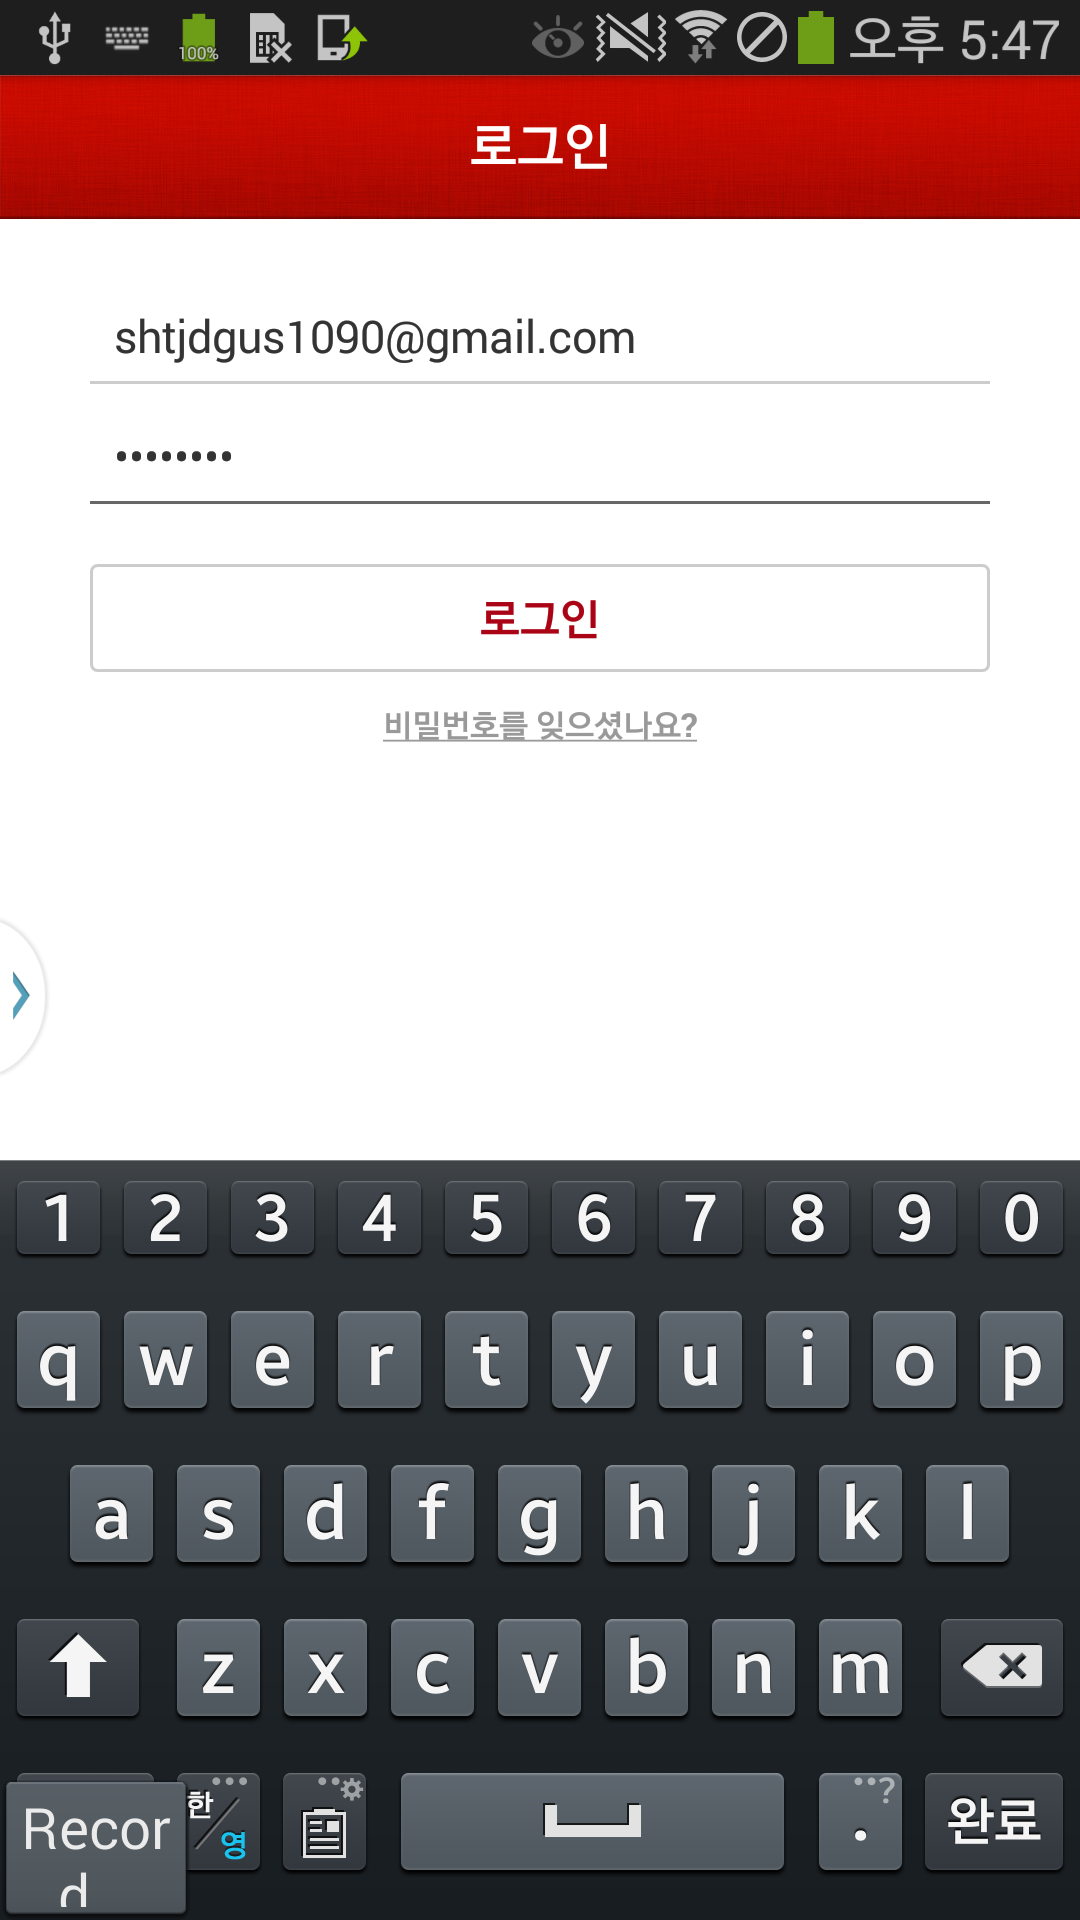 100%
오후 5:47
로그인
shtjdgus1090@gmail.com
••••••••
로그인
비밀번호를 잊으셨나요?
1 2 3 4 5 6 7 8 9 0
q w e r t y u i o p
a s d f g h j k l
z x c v b n m
한/영 . ? 완료
Recor
d